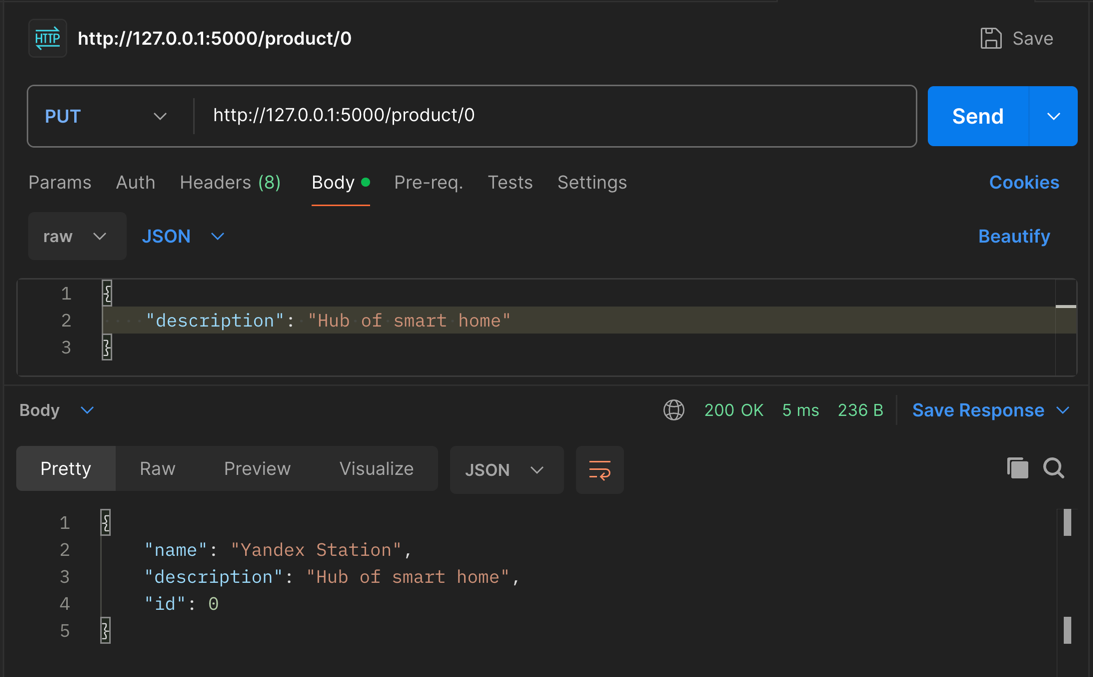 HTTP http://127.0.0.1:5000/product/0 Save
PUT http://127.0.0.1:5000/product/0 Send
Params Auth Headers (8) Body Pre-req. Tests Settings Cookies
raw JSON Beautify
1 {
2 "description": "Hub of smart home"
3 }
Body 200 OK 5 ms 236 B Save Response
Pretty Raw Preview Visualize JSON
1 {
2 "name": "Yandex Station",
3 "description": "Hub of smart home",
4 "id": 0
5 }